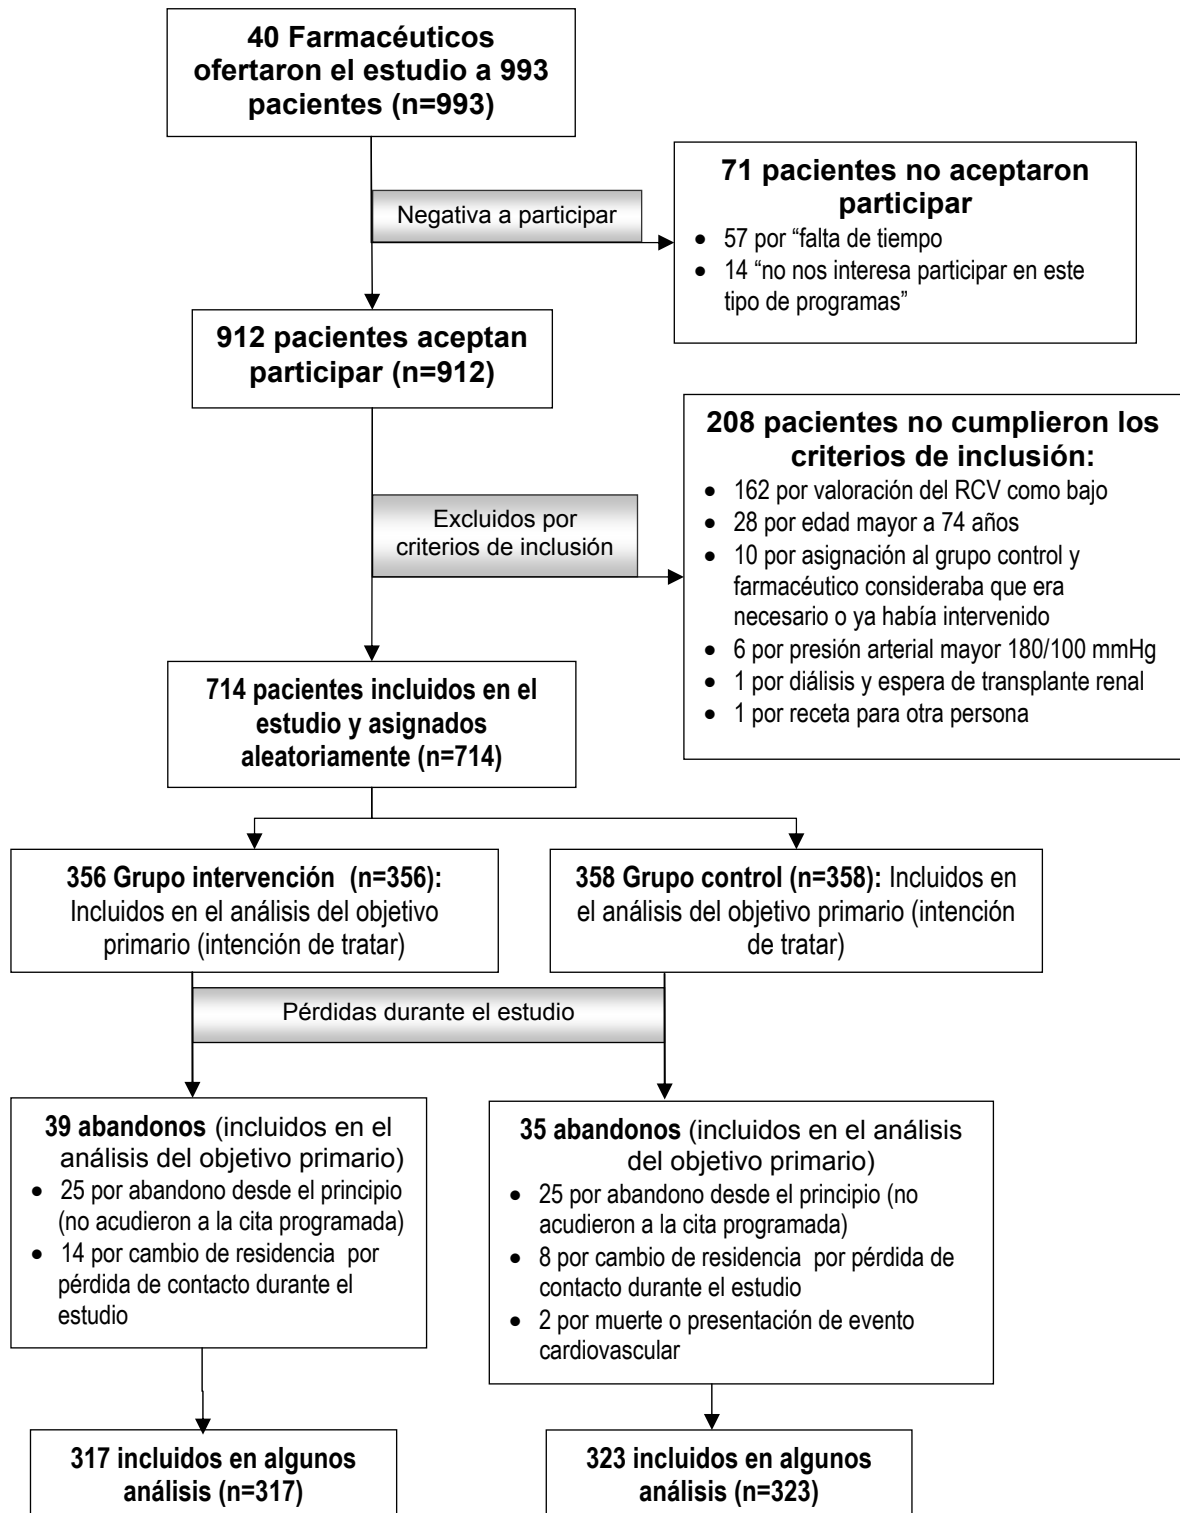 40 Farmacéuticos
ofertaron el estudio a 993
pacientes (n=993)
Negativa a participar
71 pacientes no aceptaron
participar
• 57 por “falta de tiempo
• 14 “no nos interesa participar en este
tipo de programas”
912 pacientes aceptan
participar (n=912)
Excluidos por
criterios de inclusión
208 pacientes no cumplieron los
criterios de inclusión:
• 162 por valoración del RCV como bajo
• 28 por edad mayor a 74 años
• 10 por asignación al grupo control y
farmacéutico consideraba que era
necesario o ya había intervenido
• 6 por presión arterial mayor 180/100 mmHg
• 1 por diálisis y espera de transplante renal
• 1 por receta para otra persona
714 pacientes incluidos en el
estudio y asignados
aleatoriamente (n=714)
356 Grupo intervención (n=356):
Incluidos en el análisis del objetivo
primario (intención de tratar)
358 Grupo control (n=358): Incluidos en
el análisis del objetivo primario (intención
de tratar)
Pérdidas durante el estudio
39 abandonos (incluidos en el
análisis del objetivo primario)
• 25 por abandono desde el principio
(no acudieron a la cita programada)
• 14 por cambio de residencia por
pérdida de contacto durante el
estudio
35 abandonos (incluidos en el análisis
del objetivo primario)
• 25 por abandono desde el principio (no
acudieron a la cita programada)
• 8 por cambio de residencia por pérdida de
contacto durante el estudio
• 2 por muerte o presentación de evento
cardiovascular
317 incluidos en algunos
análisis (n=317)
323 incluidos en algunos
análisis (n=323)